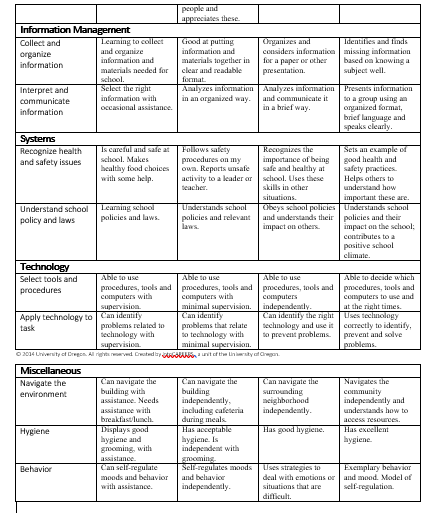 people and
appreciates these.
Information Management
Collect and
organize
information
Learning to collect
and organize
information and
materials needed for
school.
Good at putting
information and
materials together in
clear and readable
format.
Organizes and
considers information
for a paper or other
presentation.
Identifies and finds
missing information
based on knowing a
subject well.
Interpret and
communicate
information
Select the right
information with
occasional assistance.
Analyzes information
in an organized way.
Analyzes information
and communicate it
in a brief way.
Presents information
to a group using an
organized format,
brief language and
speaks clearly.
Systems
Recognize health
and safety issues
Is careful and safe at
school. Makes
healthy food choices
with some help.
Follows safety
procedures on my
own. Reports unsafe
activity to a leader or
teacher.
Recognizes the
importance of being
safe and healthy at
school. Uses these
skills in other
situations.
Sets an example of
good health and
safety practices.
Helps others to
understand how
important these are.
Understand school
policy and laws
Learning school
policies and laws.
Understands school
policies and relevant
laws.
Obeys school policies
and understands their
impact on others.
Understands school
policies and their
impact on the school;
contributes to a
positive school
climate.
Technology
Select tools and
procedures
Able to use
procedures, tools and
computers with
supervision.
Able to use
procedures, tools and
computers with
minimal supervision.
Able to use
procedures, tools and
computers
independently.
Able to decide which
procedures, tools and
computers to use and
at the right times.
Apply technology to
task
Can identify
problems related to
technology with
supervision.
Can identify
problems that relate
to technology with
minimal supervision.
Can identify the right
technology and use it
to prevent problems.
Uses technology
correctly to identify,
prevent and solve
problems.
© 2014 University of Oregon. All rights reserved. Created by a unit of the University of Oregon.
Miscellaneous
Navigate the
environment
Can navigate the
building with
assistance. Needs
assistance with
breakfast/lunch.
Can navigate the
building
independently,
including cafeteria
during meals.
Can navigate the
surrounding
neighborhood
independently.
Navigates the
community
independently and
understands how to
access resources.
Hygiene
Displays good
hygiene and
grooming, with
assistance.
Has acceptable
hygiene. Is
independent with
grooming.
Has good hygiene.
Has excellent
hygiene.
Behavior
Can self-regulate
moods and behavior
with assistance.
Self-regulates moods
and behavior
independently.
Uses strategies to
deal with emotions or
situations that are
difficult.
Exemplary behavior
and mood. Model of
self-regulation.